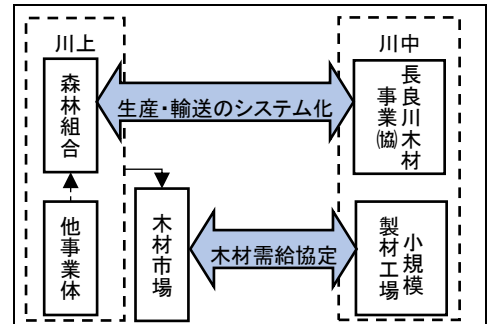 川上
川中
森林組合
生産・輸送のシステム化
長良川木材
事業㈿
他事業体
木材市場
木材需給協定
小規模
製材工場